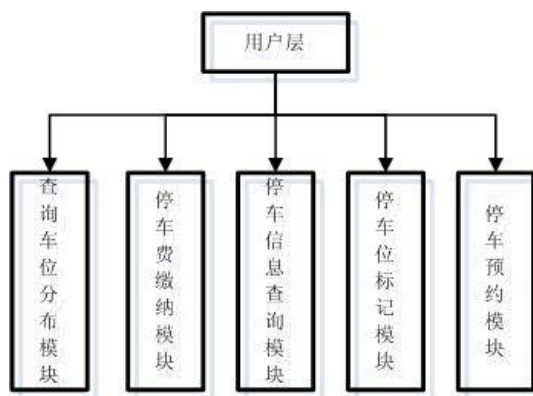 用户层
查询车位分布模块
停车费缴纳模块
停车信息查询模块
停车位标记模块
停车预约模块